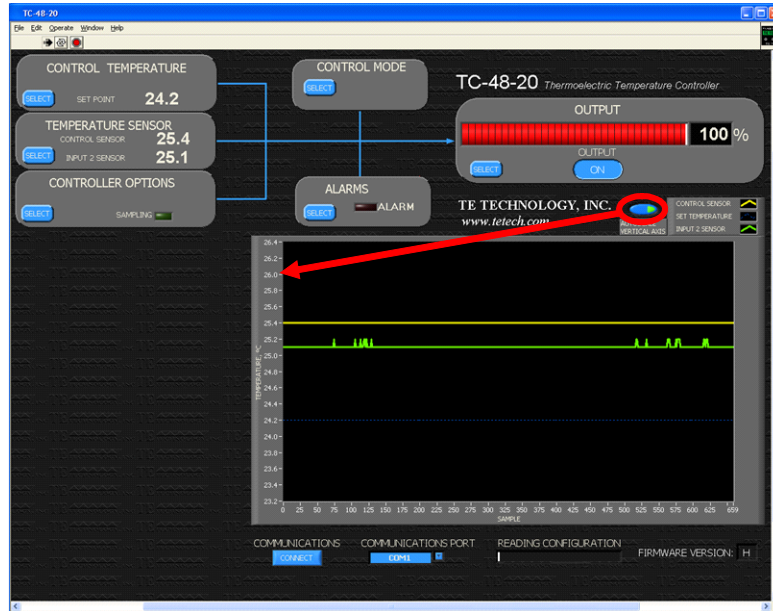 TC-48-20
File Edit Operate Window Help
CONTROL TEMPERATURE
SELECT SET POINT 24.2
TEMPERATURE SENSOR
CONTROL SENSOR 25.4
SELECT INPUT 2 SENSOR 25.1
CONTROLLER OPTIONS
SELECT SAMPLING
CONTROL MODE
SELECT
ALARMS
SELECT ALARM
TC-48-20 Thermoelectric Temperature Controller
OUTPUT
100 %
OUTPUT
SELECT ON
TE TECHNOLOGY, INC.
www.tetech.com
VERTICAL AXIS
CONTROL SENSOR
SET TEMPERATURE
INPUT 2 SENSOR
26.4
26.2
26.0
25.8
25.6
25.4
25.2
25.0
24.8
24.6
24.4
24.2
24.0
23.8
23.6
23.4
23.2
TEMPERATURE, °C
0 25 50 75 100 125 150 175 200 225 250 275 300 325 350 375 400 425 450 475 500 525 550 575 600 625 659
SAMPLE
COMMUNICATIONS COMMUNICATIONS PORT READING CONFIGURATION
CONNECT COM1 FIRMWARE VERSION: H